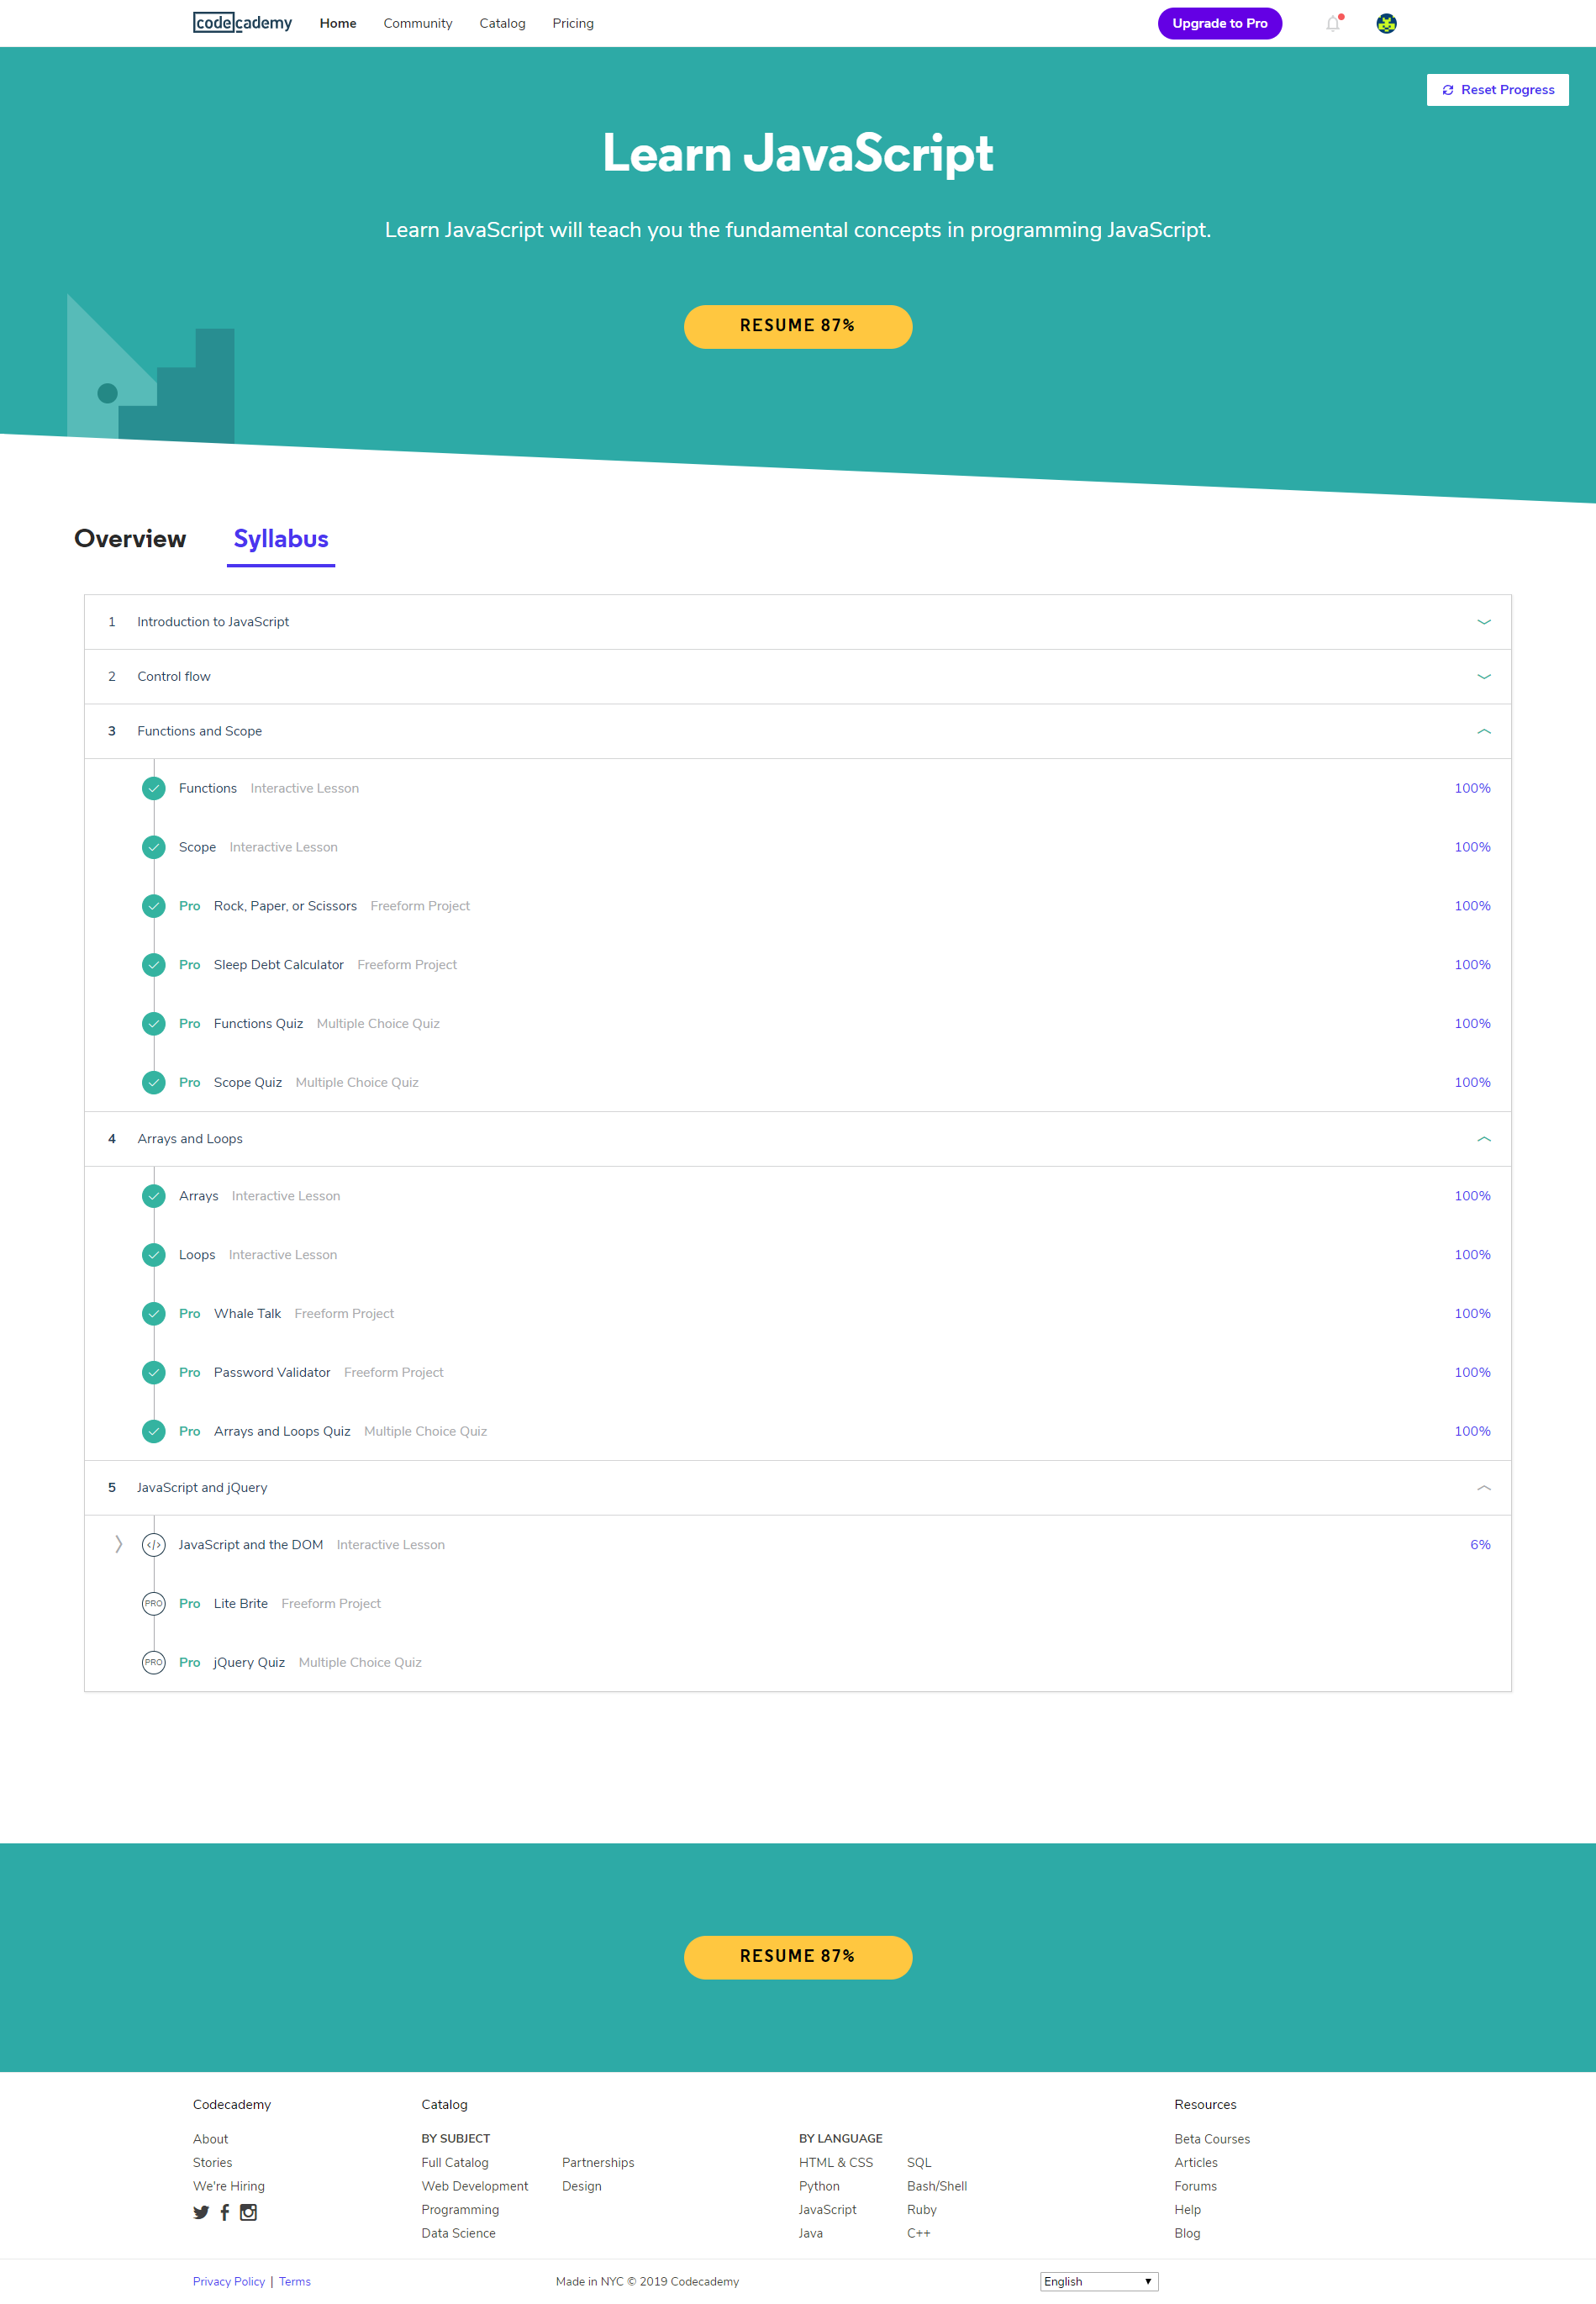 codecademy Home Community Catalog Pricing Upgrade to Pro
Reset Progress
Learn JavaScript
Learn JavaScript will teach you the fundamental concepts in programming JavaScript.
RESUME 87%
Overview Syllabus
1 Introduction to JavaScript
2 Control flow
3 Functions and Scope
Functions Interactive Lesson 100%
Scope Interactive Lesson 100%
Pro Rock, Paper, or Scissors Freeform Project 100%
Pro Sleep Debt Calculator Freeform Project 100%
Pro Functions Quiz Multiple Choice Quiz 100%
Pro Scope Quiz Multiple Choice Quiz 100%
4 Arrays and Loops
Arrays Interactive Lesson 100%
Loops Interactive Lesson 100%
Pro Whale Talk Freeform Project 100%
Pro Password Validator Freeform Project 100%
Pro Arrays and Loops Quiz Multiple Choice Quiz 100%
5 JavaScript and jQuery
</> JavaScript and the DOM Interactive Lesson 6%
PRO Pro Lite Brite Freeform Project
PRO Pro jQuery Quiz Multiple Choice Quiz
RESUME 87%
Codecademy
About
Stories
We're Hiring
Catalog
BY SUBJECT
Full Catalog
Web Development
Programming
Data Science
Partnerships
Design
BY LANGUAGE
HTML & CSS
Python
JavaScript
Java
SQL
Bash/Shell
Ruby
C++
Resources
Beta Courses
Articles
Forums
Help
Blog
Privacy Policy | Terms
Made in NYC © 2019 Codecademy
English